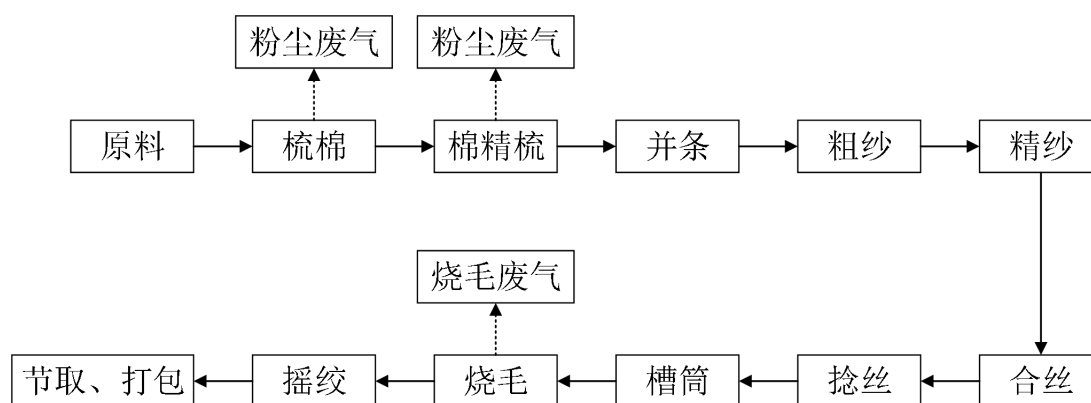 粉尘废气
粉尘废气
原料
梳棉
棉精梳
并条
粗纱
精纱
烧毛废气
节取、打包
摇绞
烧毛
槽筒
捻丝
合丝